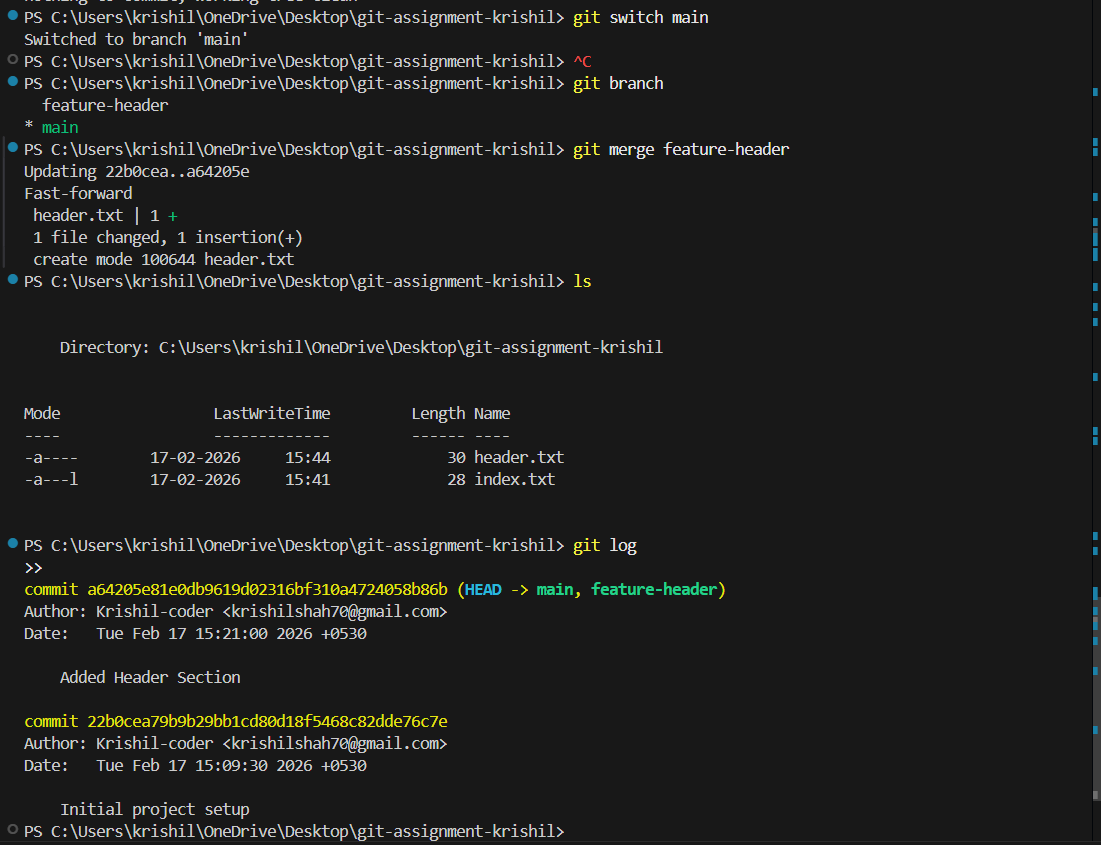 PS C:\Users\krishil\OneDrive\Desktop\git-assignment-krishil> git switch main
Switched to branch 'main'
PS C:\Users\krishil\OneDrive\Desktop\git-assignment-krishil> ^C
PS C:\Users\krishil\OneDrive\Desktop\git-assignment-krishil> git branch
  feature-header
* main
PS C:\Users\krishil\OneDrive\Desktop\git-assignment-krishil> git merge feature-header
Updating 22b0cea..a64205e
Fast-forward
 header.txt | 1 +
 1 file changed, 1 insertion(+)
 create mode 100644 header.txt
PS C:\Users\krishil\OneDrive\Desktop\git-assignment-krishil> ls
    Directory: C:\Users\krishil\OneDrive\Desktop\git-assignment-krishil
Mode                 LastWriteTime         Length Name
----                 -------------         ------ ----
-a----        17-02-2026     15:44             30 header.txt
-a---l        17-02-2026     15:41             28 index.txt
PS C:\Users\krishil\OneDrive\Desktop\git-assignment-krishil> git log
>>
commit a64205e81e0db9619d02316bf310a4724058b86b (HEAD -> main, feature-header)
Author: Krishil-coder <krishilshah70@gmail.com>
Date:   Tue Feb 17 15:21:00 2026 +0530
    Added Header Section
commit 22b0cea79b9b29bb1cd80d18f5468c82dde76c7e
Author: Krishil-coder <krishilshah70@gmail.com>
Date:   Tue Feb 17 15:09:30 2026 +0530
    Initial project setup
PS C:\Users\krishil\OneDrive\Desktop\git-assignment-krishil>